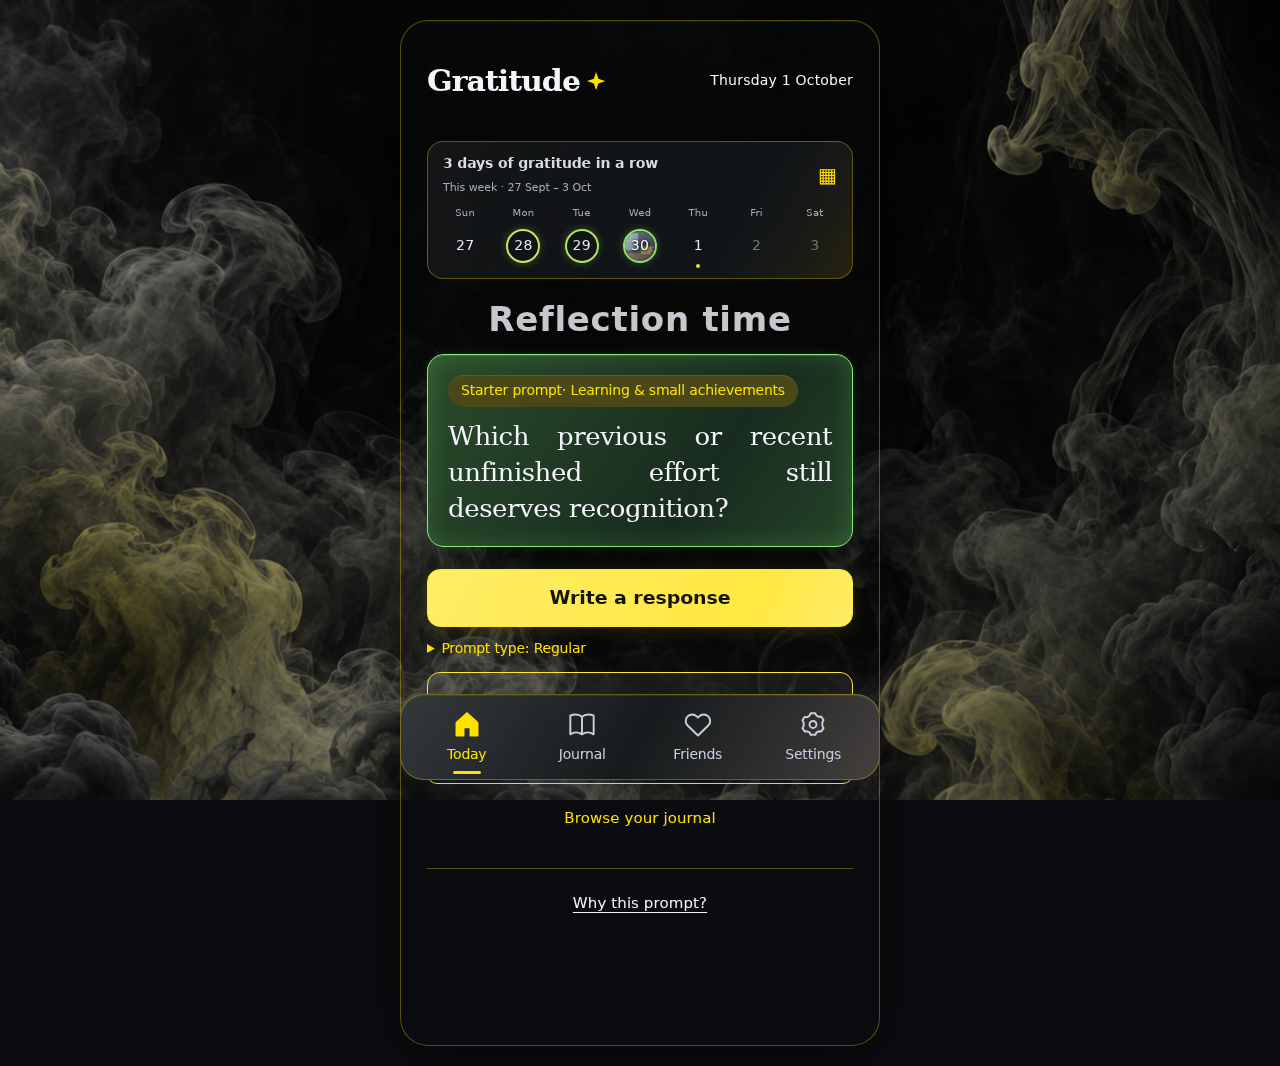 Gratitude
Thursday 1 October
3 days of gratitude in a row
This week · 27 Sept – 3 Oct
Sun Mon Tue Wed Thu Fri Sat
27 28 29 30 1 2 3
Reflection time
Starter prompt· Learning & small achievements
Which previous or recent
unfinished effort still
deserves recognition?
Write a response
Prompt type: Regular
Today Journal Friends Settings
Browse your journal
Why this prompt?